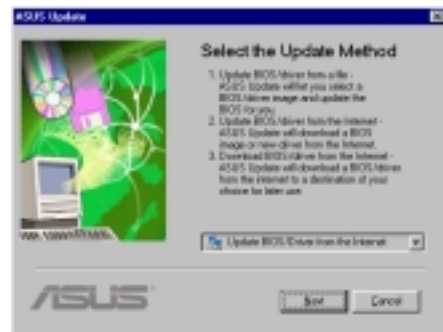 ASUS Update
Select the Update Method
1. Update BIOS/driver from a file -
ASUS Update will let you select a
BIOS/driver image and update the
BIOS for you.
2. Update BIOS/driver from the Internet -
ASUS Update will download a BIOS
image or new driver from the Internet.
3. Download BIOS/driver from the Internet -
ASUS Update will download a BIOS/driver
from the internet to a destination of your
choice for later use.
Update BIOS/Driver from the Internet
ASUS
Next
Cancel